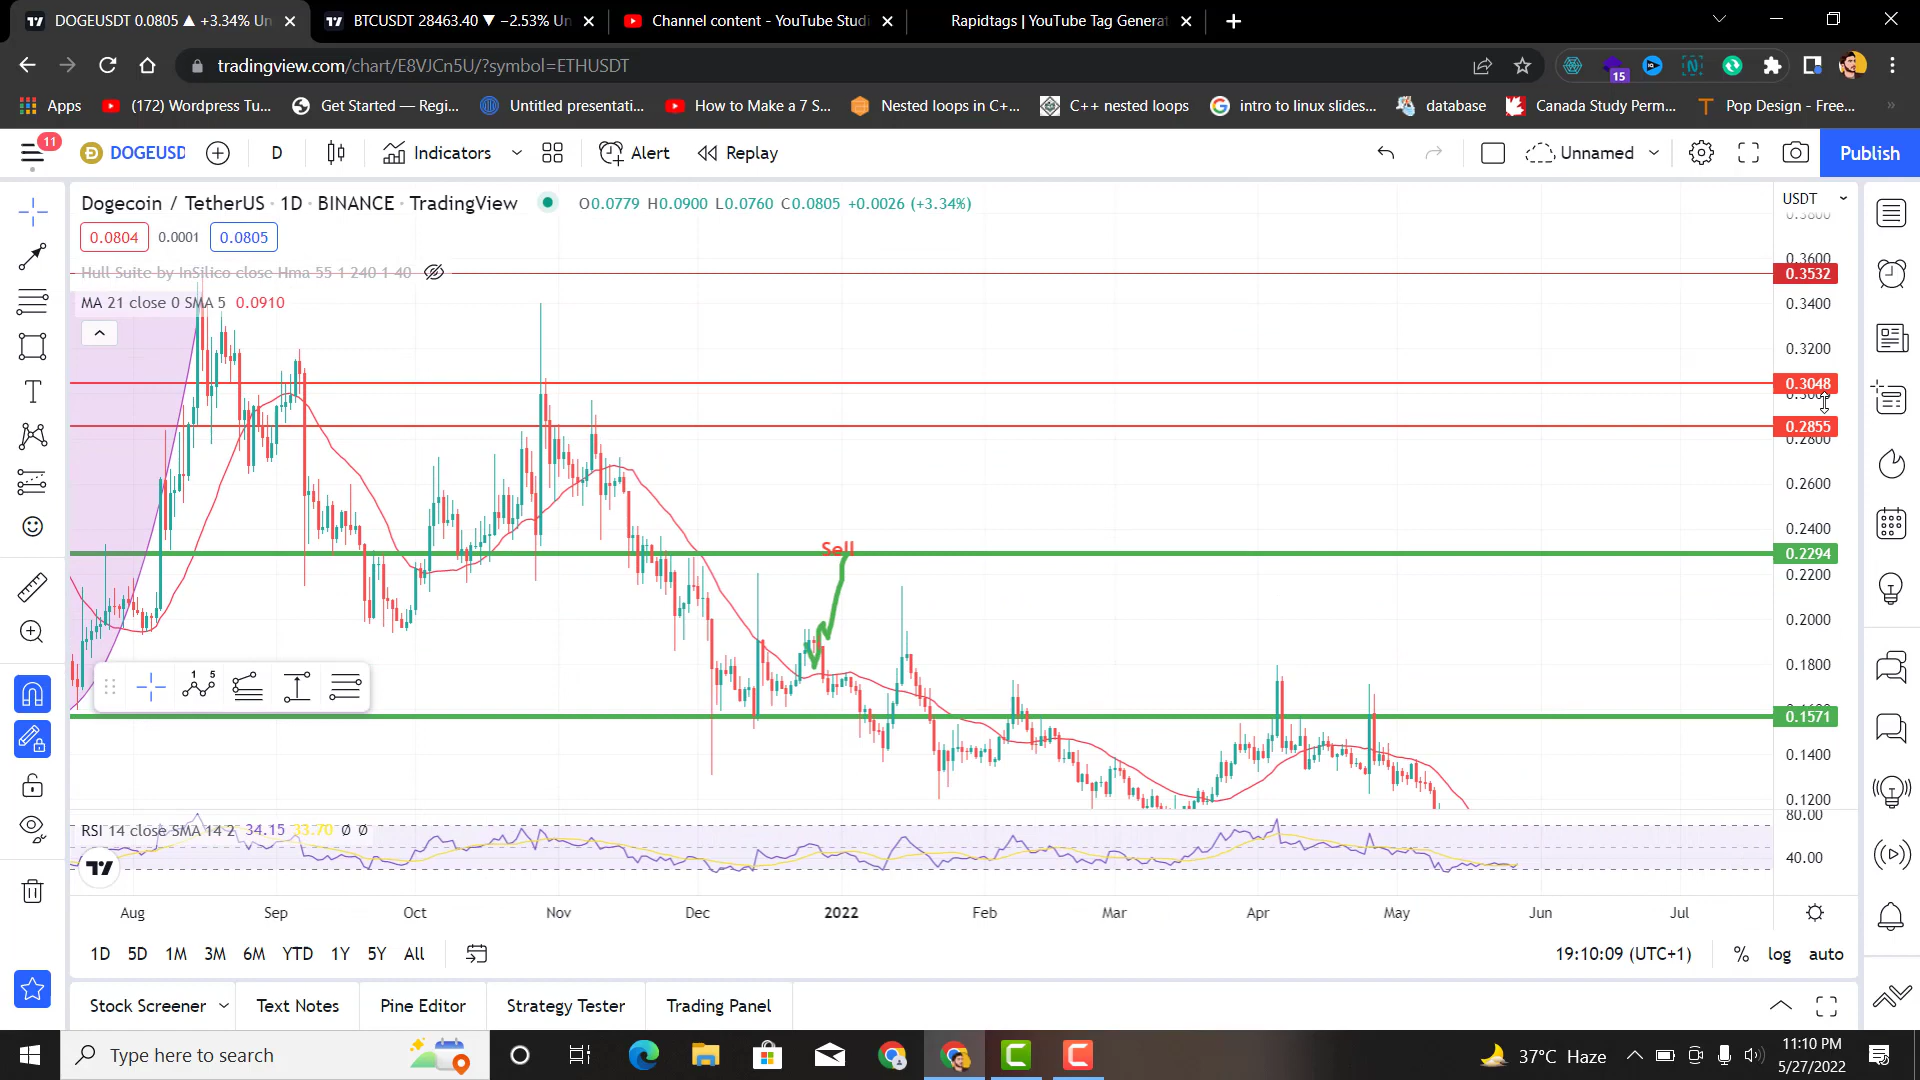 DOGEUSDT 0.0805 ▲ +3.34% Un
BTCUSDT 28463.40 ▼ −2.53% Un
Channel content - YouTube Studi
Rapidtags | YouTube Tag Generat
tradingview.com/chart/E8VJCn5U/?symbol=ETHUSDT
15
Apps
(172) Wordpress Tu...
Get Started — Regi...
Untitled presentati...
How to Make a 7 S...
Nested loops in C+...
C++ nested loops
intro to linux slides...
database
Canada Study Perm...
Pop Design - Free...
»
11
DOGEUSD
D
Indicators
Alert
Replay
Unnamed
Publish
Dogecoin / TetherUS · 1D · BINANCE · TradingView
O0.0779 H0.0900 L0.0760 C0.0805 +0.0026 (+3.34%)
USDT
0.3800
0.0804
0.0001
0.0805
Hull Suite by InSilico close Hma 55 1 240 1 40
MA 21 close 0 SMA 5 0.0910
0.3600
0.3532
0.3400
0.3200
0.3048
0.3000
0.2855
0.2800
0.2600
0.2400
Sell
0.2294
0.2200
0.2000
0.1800
0.1571
0.1400
0.1200
5
1
RSI 14 close SMA 14 2 34.15 33.70 Ø Ø
80.00
40.00
Aug
Sep
Oct
Nov
Dec
2022
Feb
Mar
Apr
May
Jun
Jul
1D 5D 1M 3M 6M YTD 1Y 5Y All
19:10:09 (UTC+1)
% log auto
Stock Screener
Text Notes
Pine Editor
Strategy Tester
Trading Panel
Type here to search
37°C Haze
11:10 PM
5/27/2022